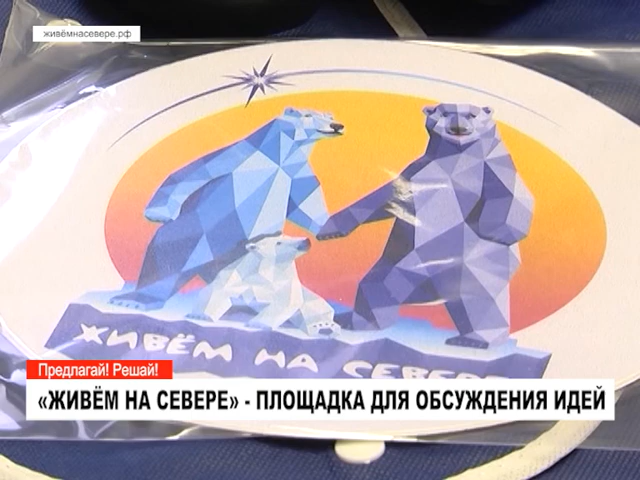 живёмнасевере.рф
ЖИВЁМ НА СЕВЕРЕ
Предлагай! Решай!
«ЖИВЁМ НА СЕВЕРЕ» - ПЛОЩАДКА ДЛЯ ОБСУЖДЕНИЯ ИДЕЙ